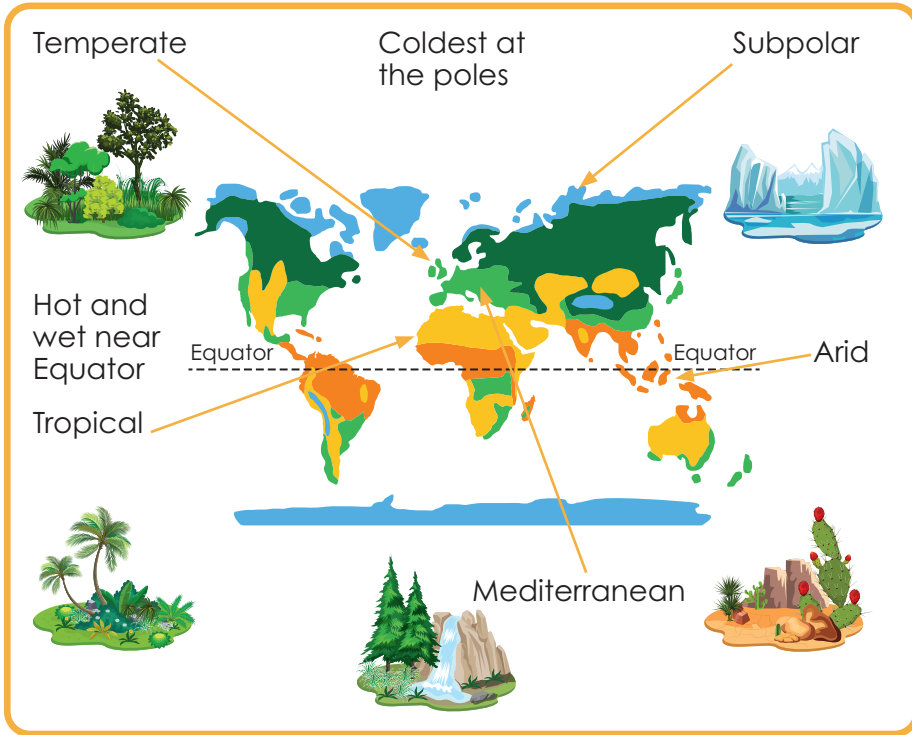 Temperate
Coldest at
the poles
Subpolar
Hot and
wet near
Equator
Equator
Equator
Arid
Tropical
Mediterranean